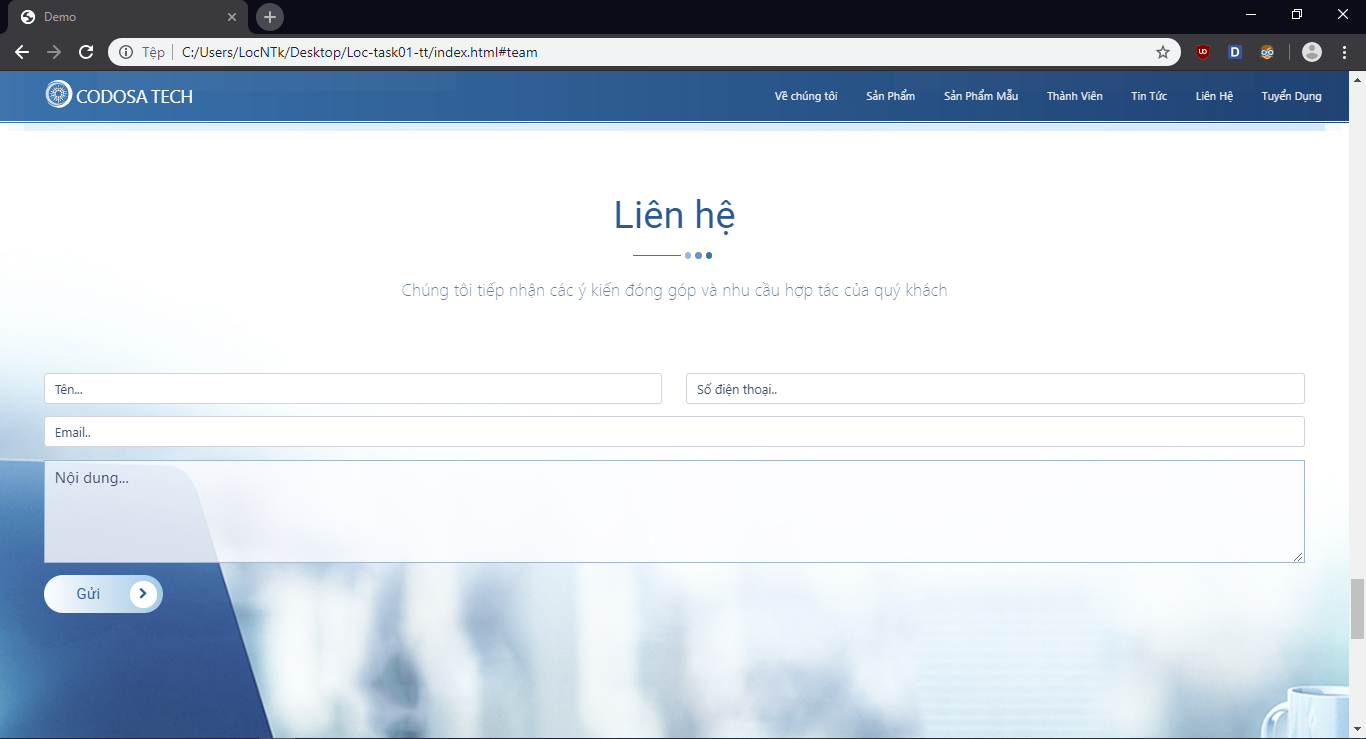 Demo
Tệp
C:/Users/LocNTk/Desktop/Loc-task01-tt/index.html#team
UD
D
CODOSA TECH
Về chúng tôi
Sản Phẩm
Sản Phẩm Mẫu
Thành Viên
Tin Tức
Liên Hệ
Tuyển Dụng
Liên hệ
Chúng tôi tiếp nhận các ý kiến đóng góp và nhu cầu hợp tác của quý khách
Tên...
Số điện thoại..
Email..
Nội dung...
Gửi